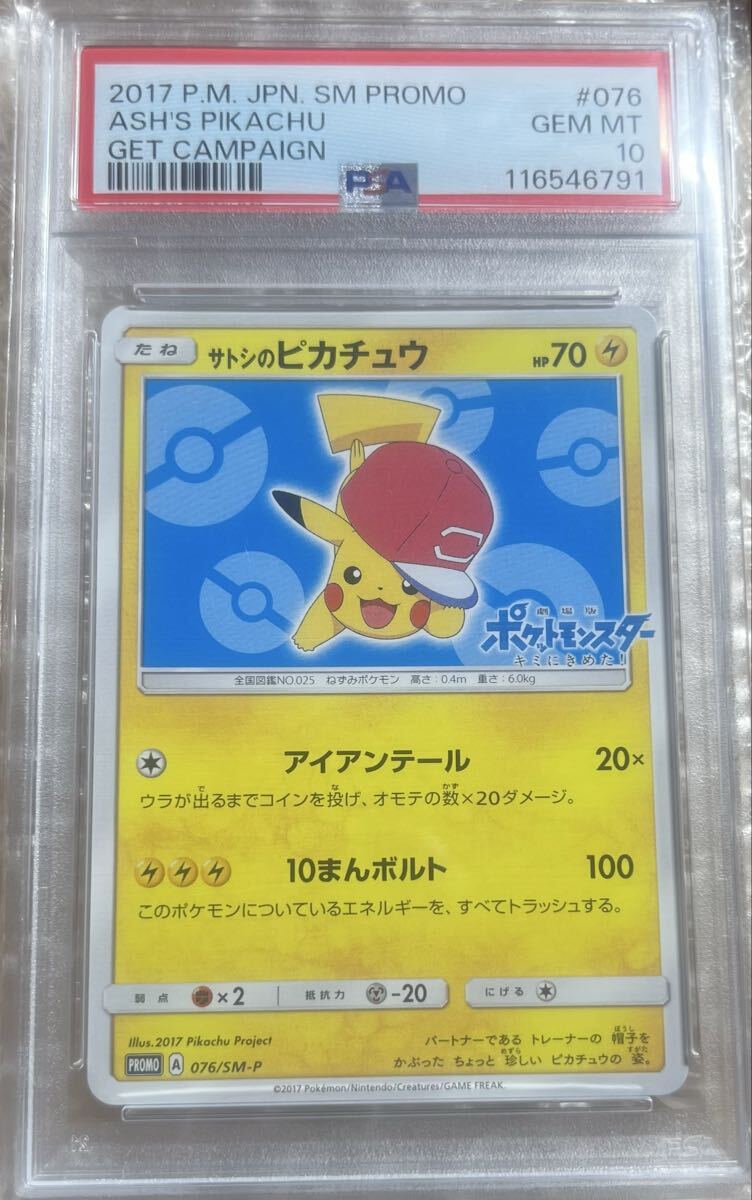 2017 P.M. JPN. SM PROMO #076
ASH'S PIKACHU GEM MT
GET CAMPAIGN 10
PSA 116546791
たね サトシのピカチュウ HP70
劇場版
ポケットモンスター
キミにきめた!
全国図鑑NO.025 ねずみポケモン 高さ:0.4m 重さ:6.0kg
アイアンテール 20×
ウラが出るまでコインを投げ、オモテの数×20ダメージ。
10まんボルト 100
このポケモンについているエネルギーを、すべてトラッシュする。
弱点 ×2 抵抗力 -20 にげる
Illus.2017 Pikachu Project
PROMO A 076/SM-P
パートナーである トレーナーの 帽子を
かぶった ちょっと 珍しい ピカチュウの 姿。
©2017 Pokémon/Nintendo/Creatures/GAME FREAK.